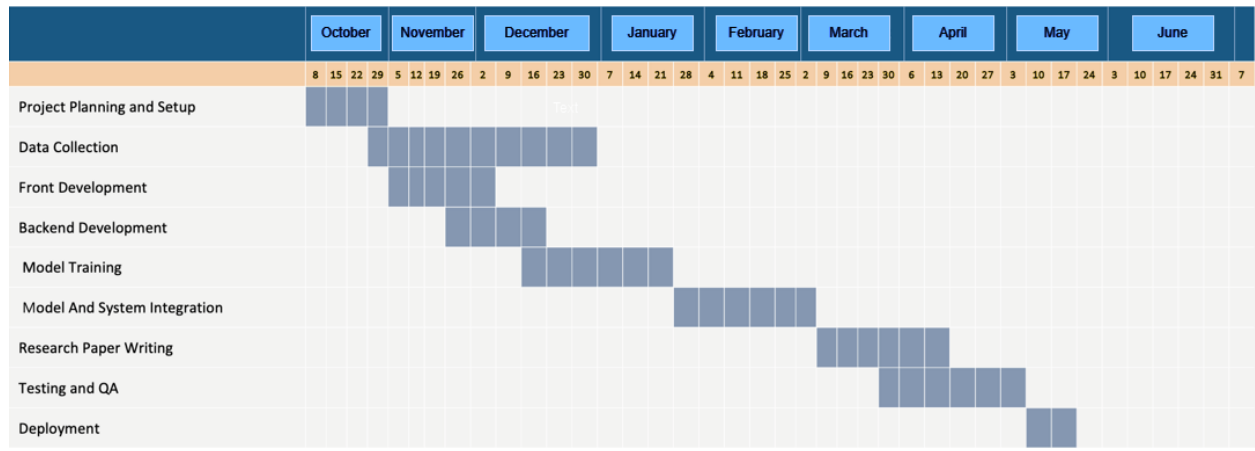 October November December January February March April May June
8 15 22 29 5 12 19 26 2 9 16 23 30 7 14 21 28 4 11 18 25 2 9 16 23 30 6 13 20 27 3 10 17 24 3 10 17 24 31 7
Project Planning and Setup Text
Data Collection
Front Development
Backend Development
Model Training
Model And System Integration
Research Paper Writing
Testing and QA
Deployment